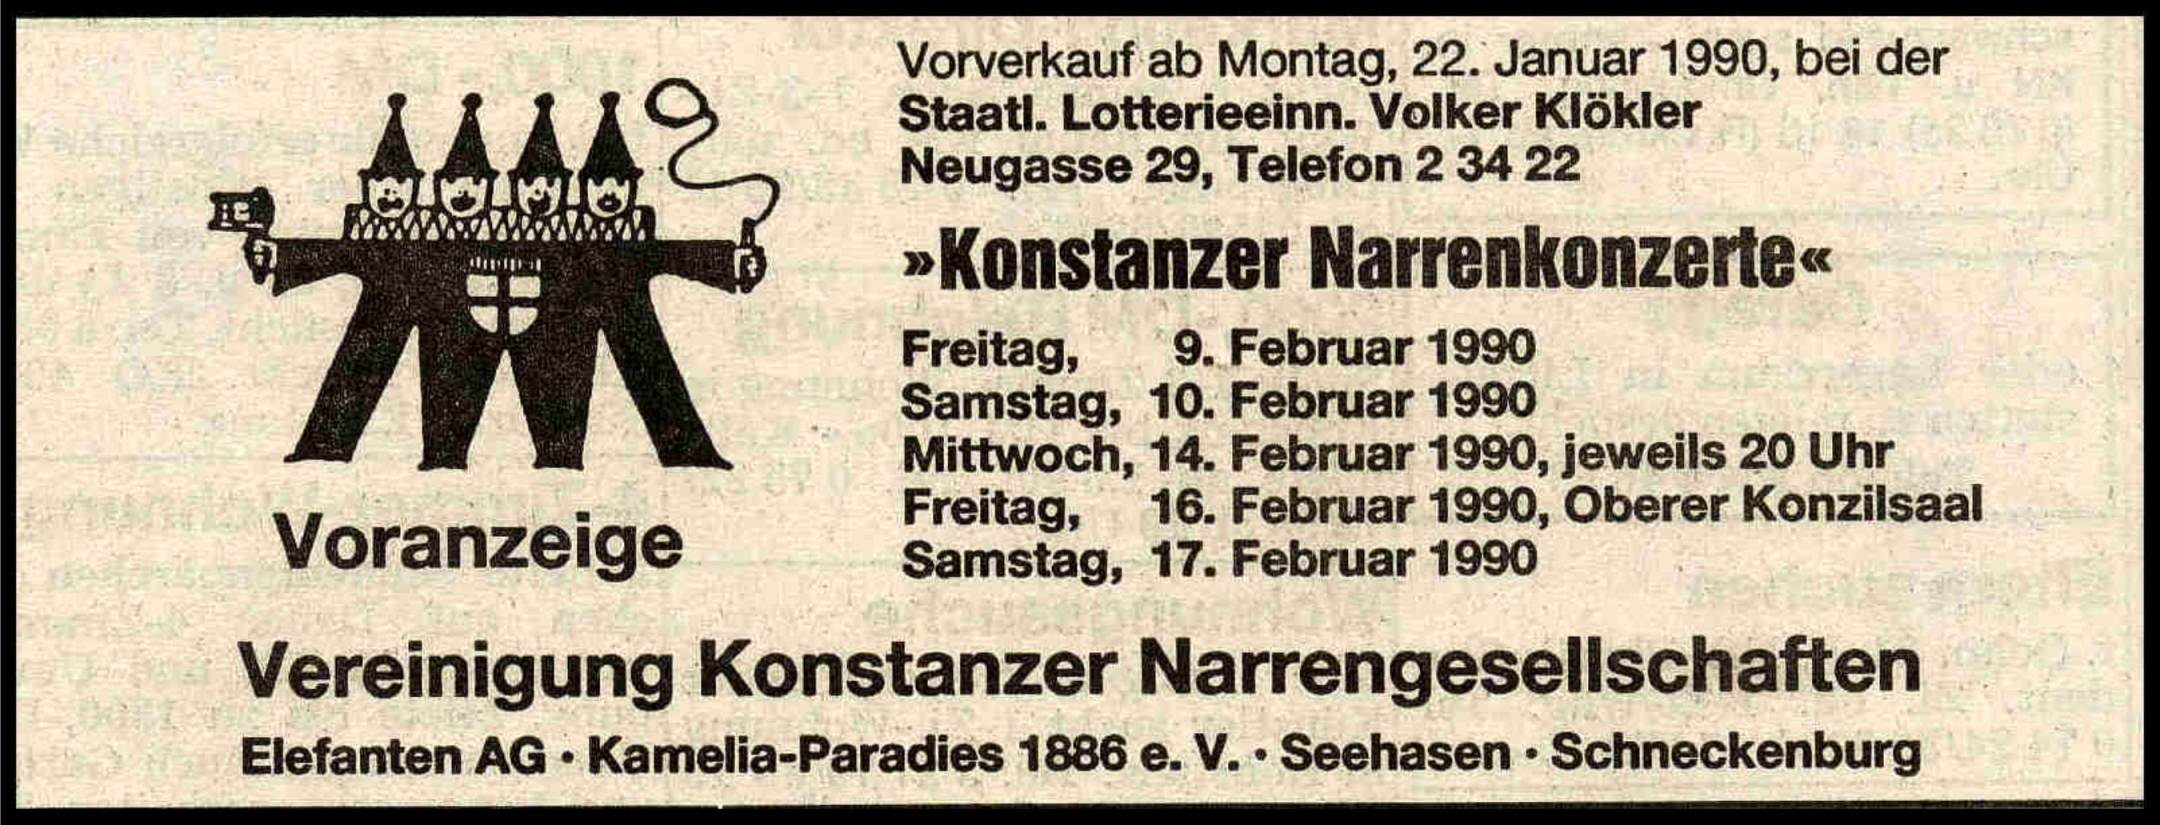 Vorverkauf ab Montag, 22. Januar 1990, bei der
Staatl. Lotterieeinn. Volker Klökler
Neugasse 29, Telefon 2 34 22
»Konstanzer Narrenkonzerte«
Freitag, 9. Februar 1990
Samstag, 10. Februar 1990
Mittwoch, 14. Februar 1990, jeweils 20 Uhr
Freitag, 16. Februar 1990, Oberer Konzilsaal
Samstag, 17. Februar 1990
Voranzeige
Vereinigung Konstanzer Narrengesellschaften
Elefanten AG · Kamelia-Paradies 1886 e. V. · Seehasen · Schneckenburg